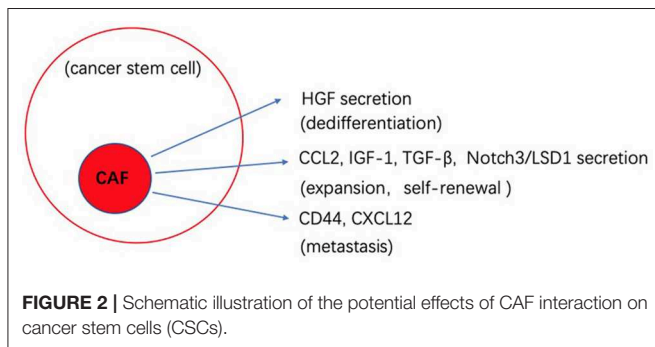 (cancer stem cell)
CAF
HGF secretion
(dedifferentiation)
CCL2, IGF-1, TGF-β, Notch3/LSD1 secretion
(expansion, self-renewal )
CD44, CXCL12
(metastasis)
FIGURE 2 | Schematic illustration of the potential effects of CAF interaction on
cancer stem cells (CSCs).